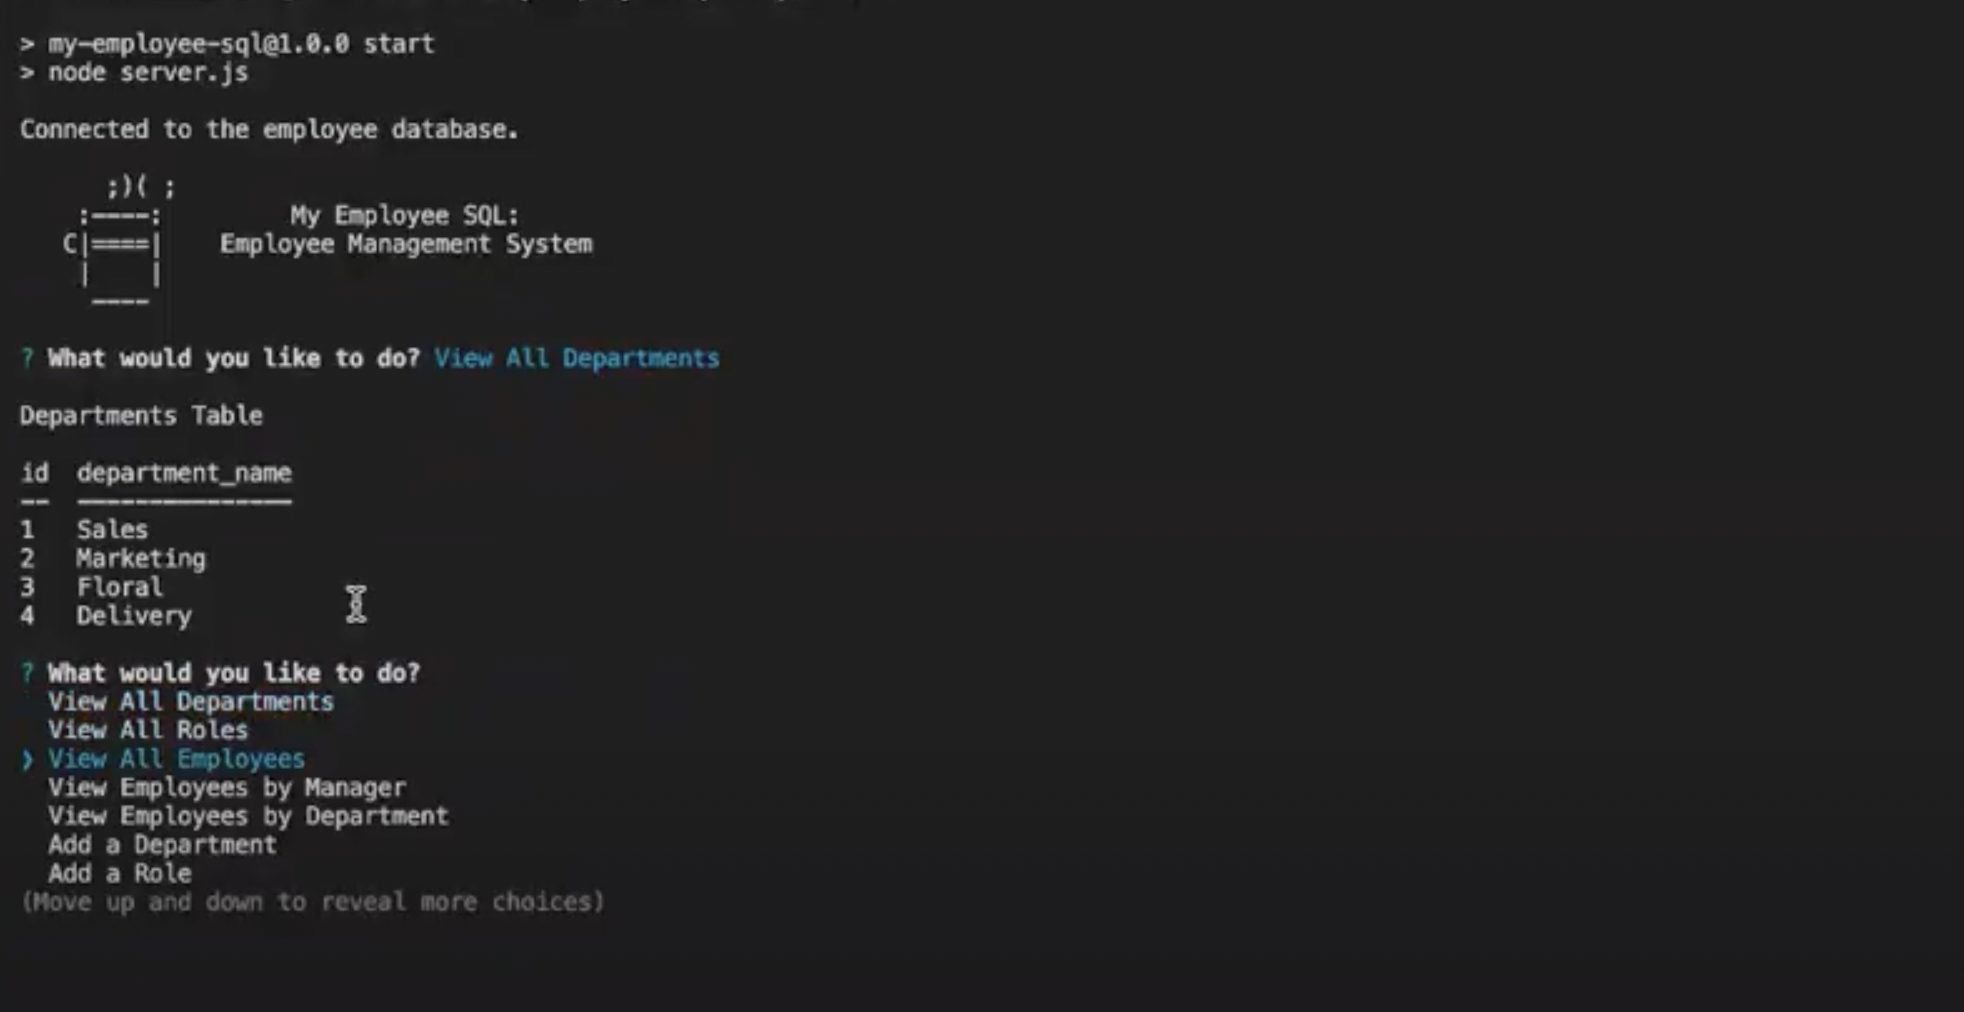 > my-employee-sql@1.0.0 start
> node server.js
Connected to the employee database.
;)( ;
:----:
My Employee SQL:
C|====|
Employee Management System
|    |
----
? What would you like to do? View All Departments
Departments Table
id  department_name
--  ---------------
1   Sales
2   Marketing
3   Floral
4   Delivery
? What would you like to do?
View All Departments
View All Roles
❯ View All Employees
View Employees by Manager
View Employees by Department
Add a Department
Add a Role
(Move up and down to reveal more choices)